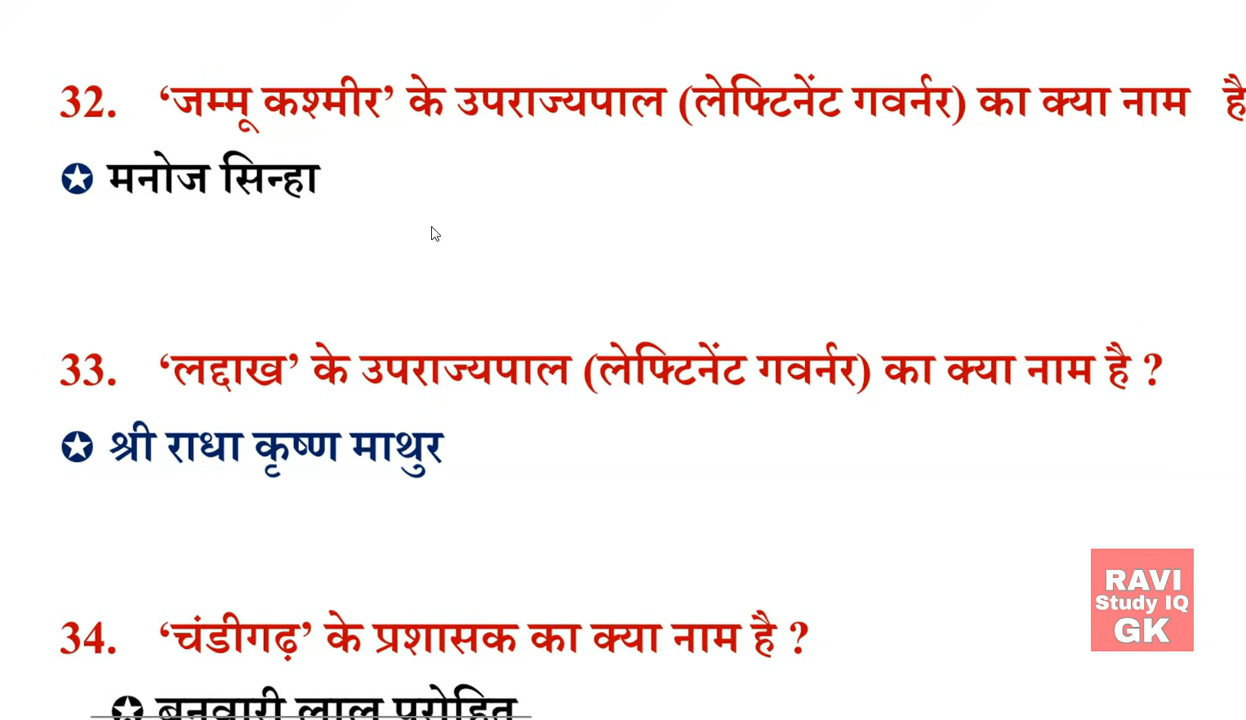 32. ‘जम्मू कश्मीर’ के उपराज्यपाल (लेफ्टिनेंट गवर्नर) का क्या नाम है
✪ मनोज सिन्हा
33. ‘लद्दाख’ के उपराज्यपाल (लेफ्टिनेंट गवर्नर) का क्या नाम है ?
✪ श्री राधा कृष्ण माथुर
RAVI
Study IQ
GK
34. ‘चंडीगढ़’ के प्रशासक का क्या नाम है ?
✪ बनवारी लाल पुरोहित